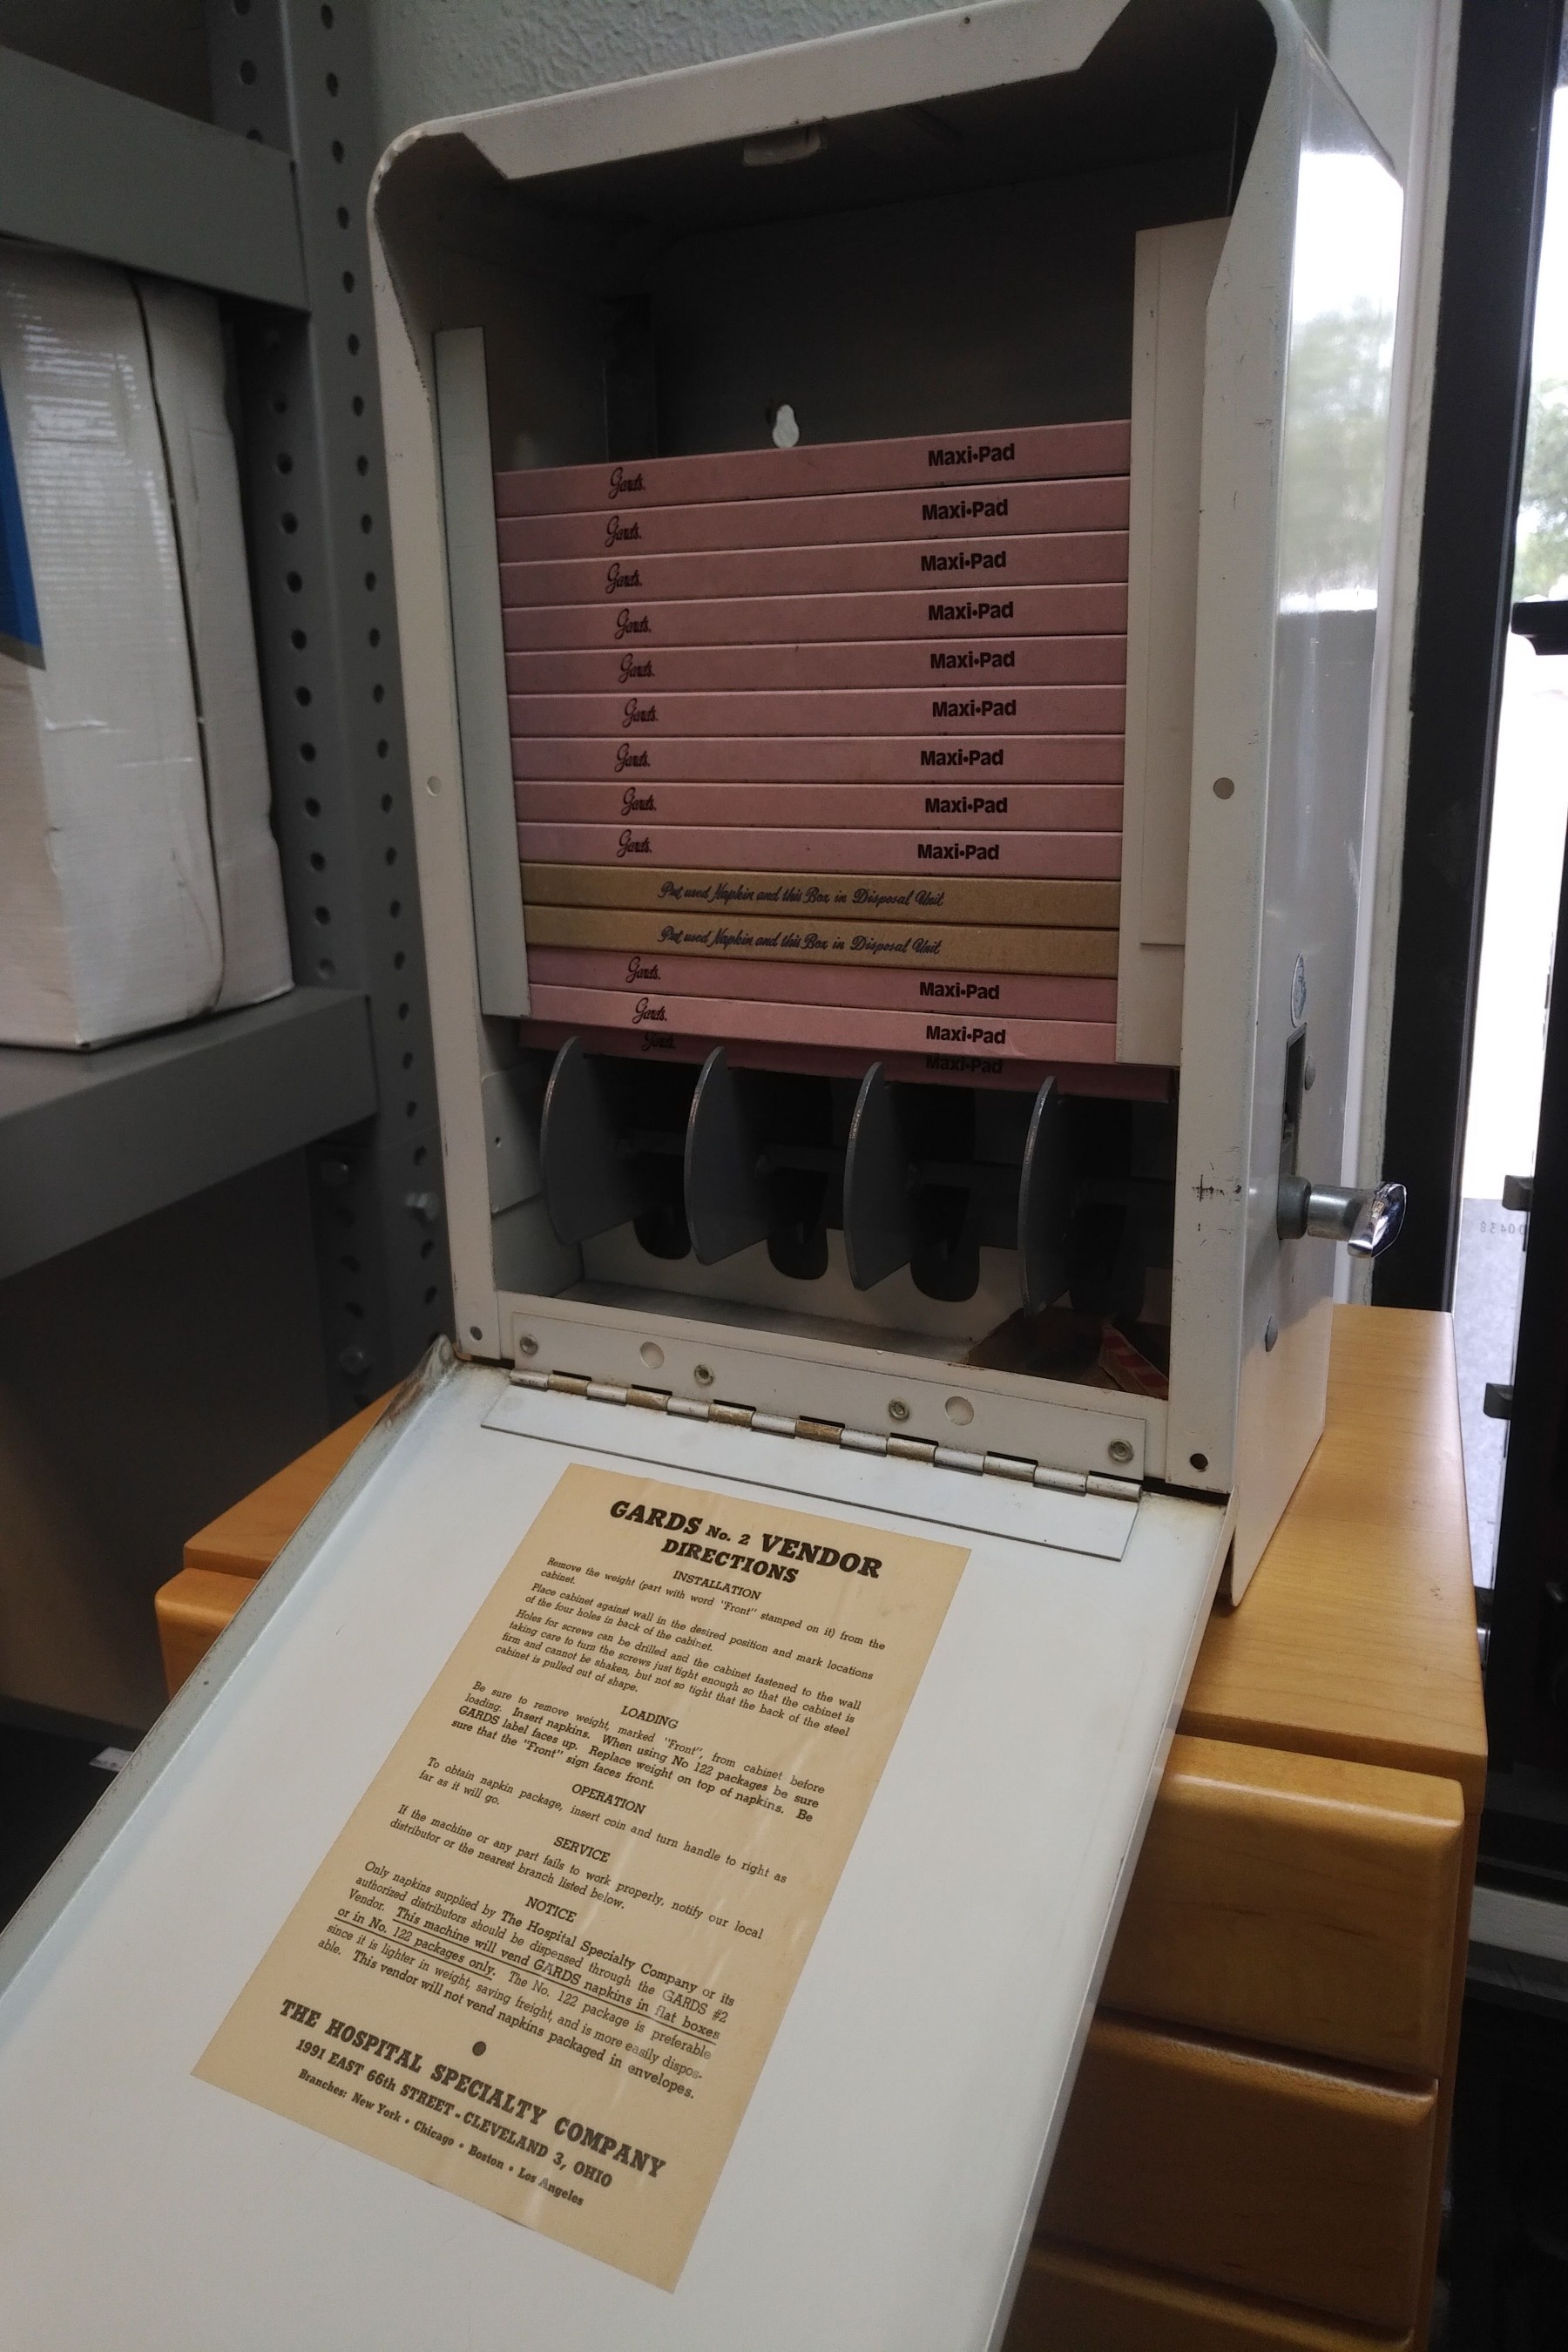 Gards. Maxi•Pad
Gards. Maxi•Pad
Gards. Maxi•Pad
Gards. Maxi•Pad
Gards. Maxi•Pad
Gards. Maxi•Pad
Gards. Maxi•Pad
Gards. Maxi•Pad
Gards. Maxi•Pad
Put used Napkin and this Box in Disposal Unit
Put used Napkin and this Box in Disposal Unit
Gards. Maxi•Pad
Gards. Maxi•Pad
Gards. Maxi•Pad
GARDS No. 2 VENDOR
DIRECTIONS
INSTALLATION
Remove the weight (part with word "Front" stamped on it) from the
cabinet.
Place cabinet against wall in the desired position and mark locations
of the four holes in back of the cabinet.
Holes for screws can be drilled and the cabinet fastened to the wall
taking care to turn the screws just tight enough so that the cabinet is
firm and cannot be shaken, but not so tight that the back of the steel
cabinet is pulled out of shape.
LOADING
Be sure to remove weight, marked "Front", from cabinet before
loading. Insert napkins. When using No 122 packages be sure
GARDS label faces up. Replace weight on top of napkins. Be
sure that the "Front" sign faces front.
OPERATION
To obtain napkin package, insert coin and turn handle to right as
far as it will go.
SERVICE
If the machine or any part fails to work properly, notify our local
distributor or the nearest branch listed below.
NOTICE
Only napkins supplied by The Hospital Specialty Company or its
authorized distributors should be dispensed through the GARDS #2
Vendor. This machine will vend GARDS napkins in flat boxes
or in No. 122 packages only. The No. 122 package is preferable
since it is lighter in weight, saving freight, and is more easily dispos-
able. This vendor will not vend napkins packaged in envelopes.
THE HOSPITAL SPECIALTY COMPANY
1991 EAST 66th STREET - CLEVELAND 3, OHIO
Branches: New York • Chicago • Boston • Los Angeles